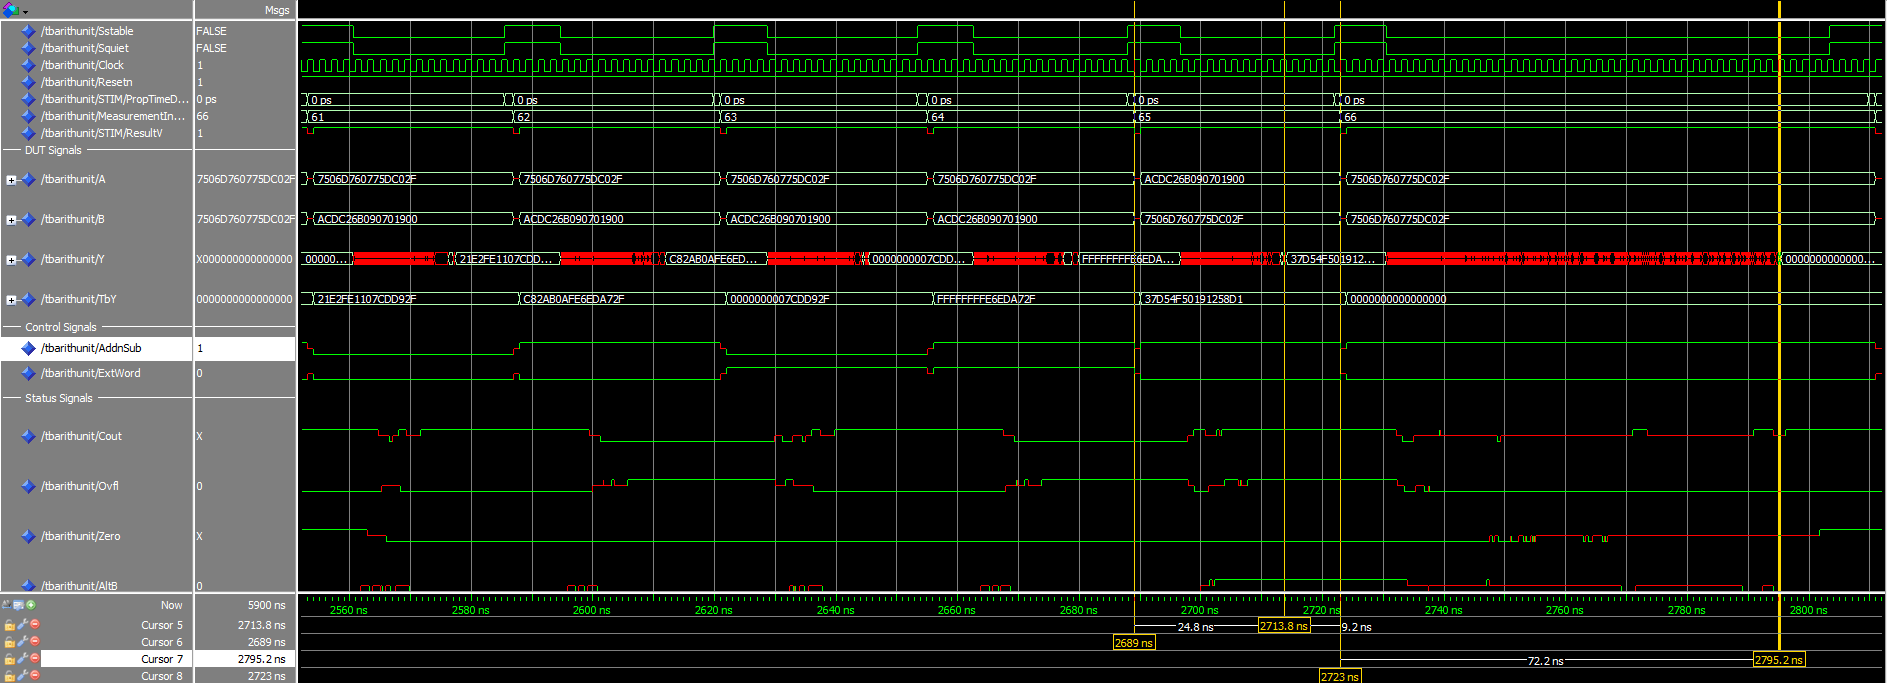 Msgs
/tbarithunit/Sstable FALSE
/tbarithunit/Squiet FALSE
/tbarithunit/Clock 1
/tbarithunit/Resetn 1
/tbarithunit/STIM/PropTimeD... 0 ps 0 ps 0 ps 0 ps 0 ps 0 ps 0 ps
/tbarithunit/MeasurementIn... 66 61 62 63 64 65 66
/tbarithunit/STIM/ResultV 1
DUT Signals
/tbarithunit/A 7506D760775DC02F 7506D760775DC02F 7506D760775DC02F 7506D760775DC02F 7506D760775DC02F ACDC26B090701900 7506D760775DC02F
/tbarithunit/B 7506D760775DC02F ACDC26B090701900 ACDC26B090701900 ACDC26B090701900 ACDC26B090701900 7506D760775DC02F 7506D760775DC02F
/tbarithunit/Y X000000000000000 00000... 21E2FE1107CDD... C82AB0AFE6ED... 0000000007CDD... FFFFFFFFE6EDA... 37D54F501912... 0000000000000...
/tbarithunit/TbY 0000000000000000 21E2FE1107CDD92F C82AB0AFE6EDA72F 0000000007CDD92F FFFFFFFFE6EDA72F 37D54F50191258D1 0000000000000000
Control Signals
/tbarithunit/AddnSub 1
/tbarithunit/ExtWord 0
Status Signals
/tbarithunit/Cout X
/tbarithunit/Ovfl 0
/tbarithunit/Zero X
/tbarithunit/AltB 0
Now 5900 ns 2560 ns 2580 ns 2600 ns 2620 ns 2640 ns 2660 ns 2680 ns 2700 ns 2720 ns 2740 ns 2760 ns 2780 ns 2800 ns
Cursor 5 2713.8 ns 24.8 ns 2713.8 ns 9.2 ns
Cursor 6 2689 ns 2689 ns
Cursor 7 2795.2 ns 72.2 ns 2795.2 ns
Cursor 8 2723 ns 2723 ns